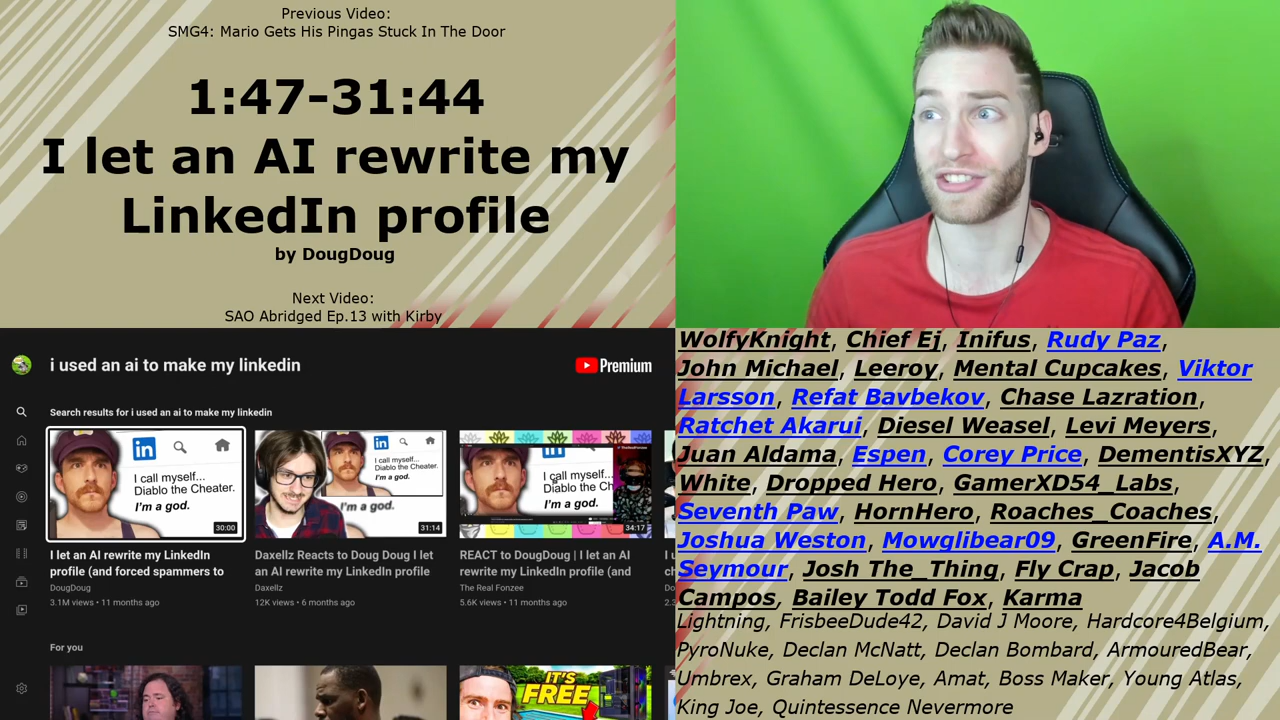 Previous Video:
SMG4: Mario Gets His Pingas Stuck In The Door
1:47-31:44
I let an AI rewrite my
LinkedIn profile
by DougDoug
Next Video:
SAO Abridged Ep.13 with Kirby
i used an ai to make my linkedin
Premium
Search results for i used an ai to make my linkedin
in
I call myself...
Diablo the Cheater.
I'm a god.
30:00
in
I call myself...
Diablo the Cheater.
I'm a god.
31:14
in
I call myself...
Diablo the Ch
I'm a god.
34:17
I let an AI rewrite my LinkedIn
profile (and forced spammers to
DougDoug
3.1M views • 11 months ago
Daxellz Reacts to Doug Doug I let
an AI rewrite my LinkedIn profile
Daxellz
12K views • 6 months ago
REACT to DougDoug | I let an AI
rewrite my LinkedIn profile (and
The Real Fonzee
5.6K views • 11 months ago
For you
IT'S
FREE
WolfyKnight, Chief Ej, Inifus, Rudy Paz,
John Michael, Leeroy, Mental Cupcakes, Viktor
Larsson, Refat Bavbekov, Chase Lazration,
Ratchet Akarui, Diesel Weasel, Levi Meyers,
Juan Aldama, Espen, Corey Price, DementisXYZ,
White, Dropped Hero, GamerXD54_Labs,
Seventh Paw, HornHero, Roaches_Coaches,
Joshua Weston, Mowglibear09, GreenFire, A.M.
Seymour, Josh The_Thing, Fly Crap, Jacob
Campos, Bailey Todd Fox, Karma
Lightning, FrisbeeDude42, David J Moore, Hardcore4Belgium,
PyroNuke, Declan McNatt, Declan Bombard, ArmouredBear,
Umbrex, Graham DeLoye, Amat, Boss Maker, Young Atlas,
King Joe, Quintessence Nevermore